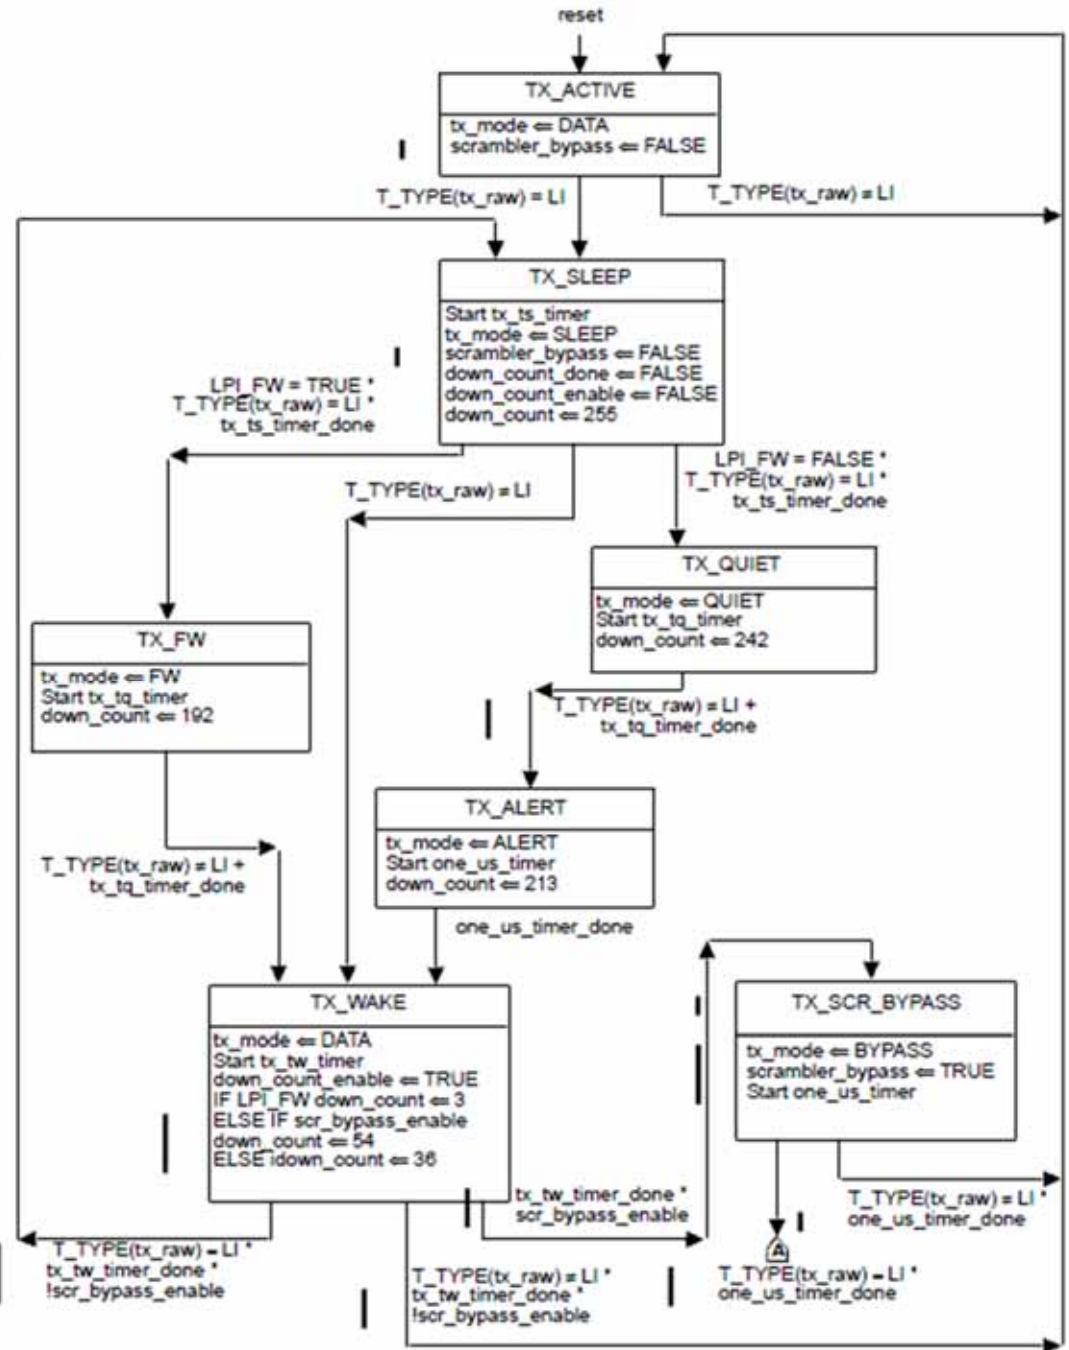 reset
TX_ACTIVE
tx_mode ⇐ DATA
scrambler_bypass ⇐ FALSE
T_TYPE(tx_raw) = LI
T_TYPE(tx_raw) ≠ LI
TX_SLEEP
Start tx_ts_timer
tx_mode ⇐ SLEEP
scrambler_bypass ⇐ FALSE
down_count_done ⇐ FALSE
down_count_enable ⇐ FALSE
down_count ⇐ 255
LPI_FW = TRUE *
T_TYPE(tx_raw) = LI *
tx_ts_timer_done
T_TYPE(tx_raw) ≠ LI
LPI_FW = FALSE *
T_TYPE(tx_raw) = LI *
tx_ts_timer_done
TX_QUIET
tx_mode ⇐ QUIET
Start tx_tq_timer
down_count ⇐ 242
TX_FW
tx_mode ⇐ FW
Start tx_tq_timer
down_count ⇐ 192
T_TYPE(tx_raw) ≠ LI +
tx_tq_timer_done
TX_ALERT
tx_mode ⇐ ALERT
Start one_us_timer
down_count ⇐ 213
T_TYPE(tx_raw) ≠ LI +
tx_tq_timer_done
one_us_timer_done
TX_WAKE
tx_mode ⇐ DATA
Start tx_tw_timer
down_count_enable ⇐ TRUE
IF LPI_FW down_count ⇐ 3
ELSE IF scr_bypass_enable
down_count ⇐ 54
ELSE idown_count ⇐ 36
TX_SCR_BYPASS
tx_mode ⇐ BYPASS
scrambler_bypass ⇐ TRUE
Start one_us_timer
tx_tw_timer_done *
scr_bypass_enable
T_TYPE(tx_raw) ≠ LI *
one_us_timer_done
A
T_TYPE(tx_raw) = LI *
one_us_timer_done
T_TYPE(tx_raw) = LI *
tx_tw_timer_done *
!scr_bypass_enable
T_TYPE(tx_raw) ≠ LI *
tx_tw_timer_done *
!scr_bypass_enable